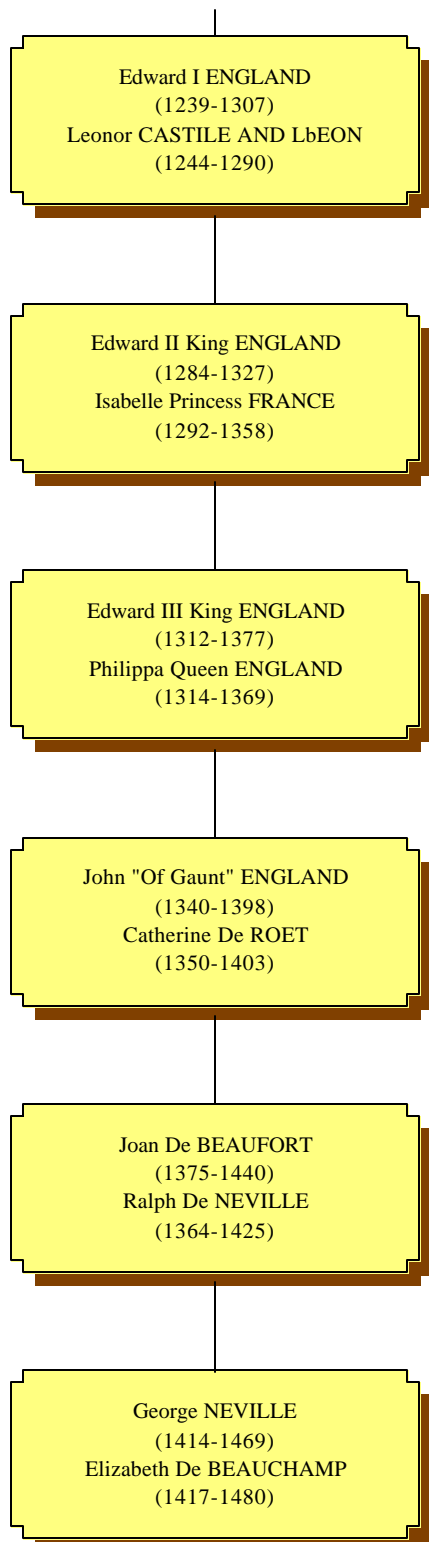 Edward I ENGLAND
(1239-1307)
Leonor CASTILE AND LbEON
(1244-1290)
Edward II King ENGLAND
(1284-1327)
Isabelle Princess FRANCE
(1292-1358)
Edward III King ENGLAND
(1312-1377)
Philippa Queen ENGLAND
(1314-1369)
John "Of Gaunt" ENGLAND
(1340-1398)
Catherine De ROET
(1350-1403)
Joan De BEAUFORT
(1375-1440)
Ralph De NEVILLE
(1364-1425)
George NEVILLE
(1414-1469)
Elizabeth De BEAUCHAMP
(1417-1480)